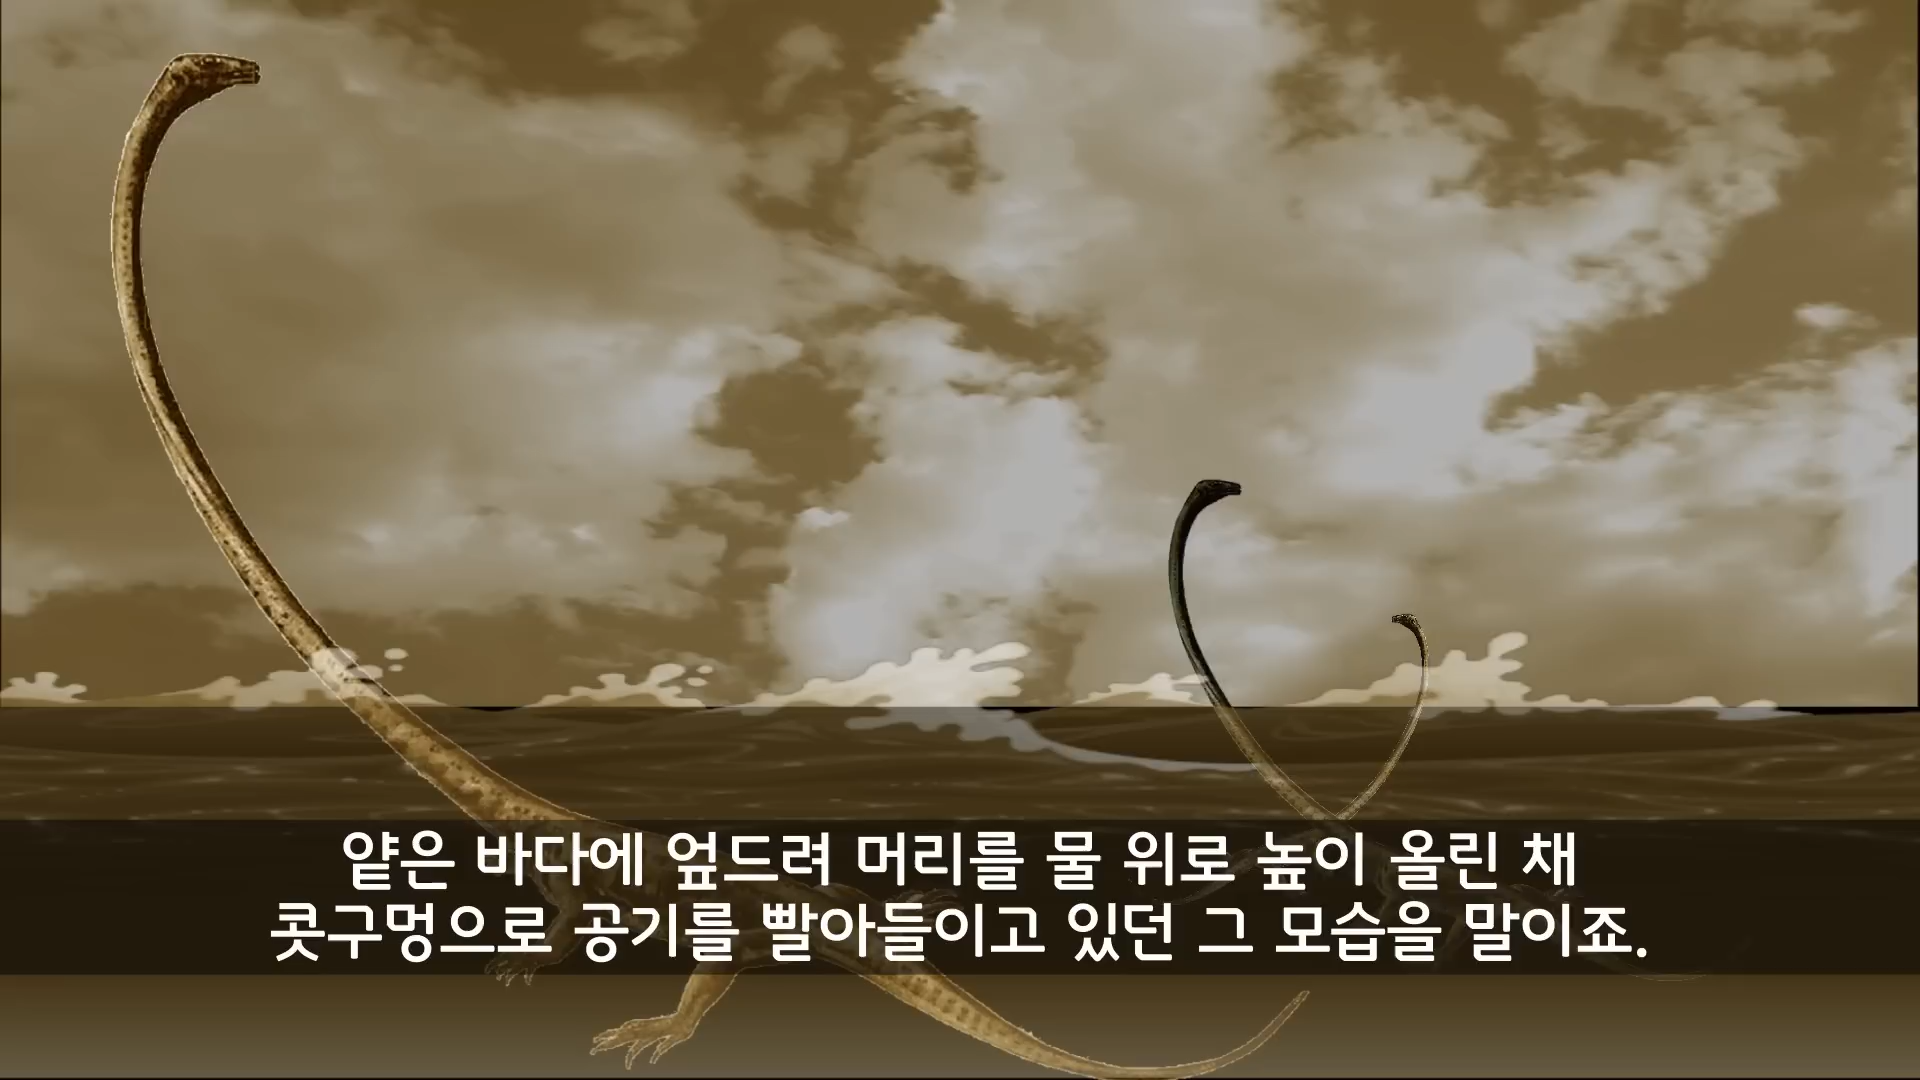 얕은 바다에 엎드려 머리를 물 위로 높이 올린 채
콧구멍으로 공기를 빨아들이고 있던 그 모습을 말이죠.